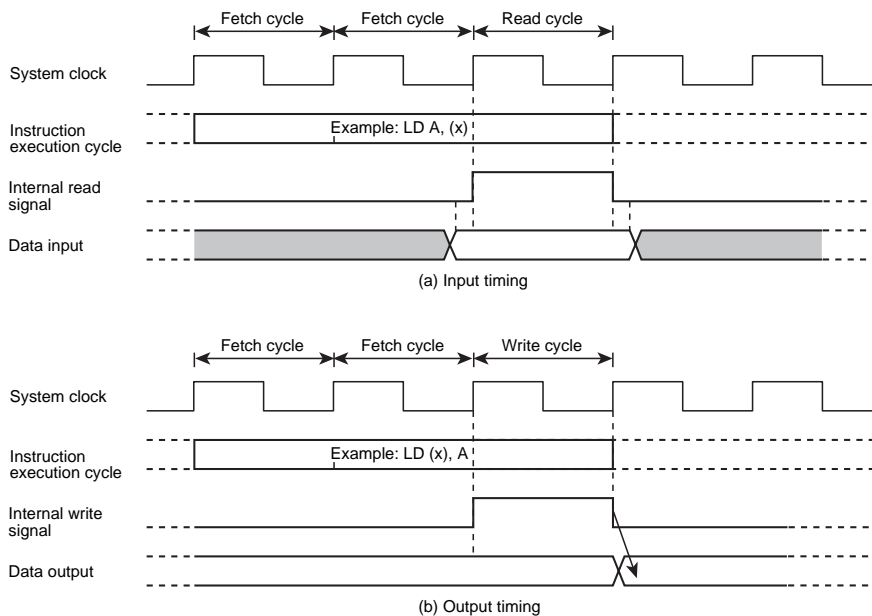 Fetch cycle Fetch cycle Read cycle
System clock
Instruction
execution cycle
Example: LD A, (x)
Internal read
signal
Data input
(a) Input timing
Fetch cycle Fetch cycle Write cycle
System clock
Instruction
execution cycle
Example: LD (x), A
Internal write
signal
Data output
(b) Output timing